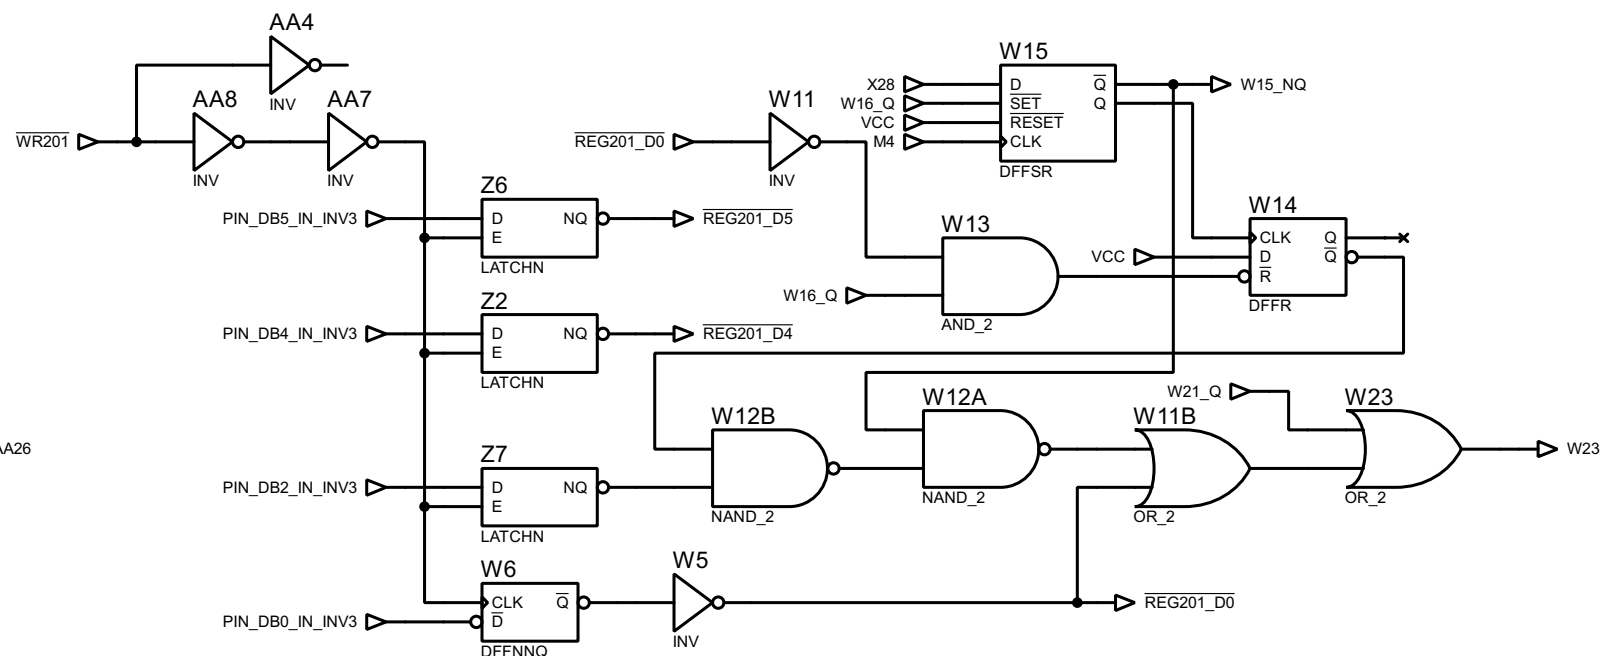 AA4
INV
AA8
AA7
WR201
INV
INV
W11
REG201_D0
INV
W15
X28
D
Q
W15_NQ
W16_Q
SET
Q
VCC
RESET
M4
CLK
DFFSR
Z6
PIN_DB5_IN_INV3
D
NQ
REG201_D5
E
LATCHN
W13
W16_Q
AND_2
W14
CLK
Q
VCC
D
Q
R
DFFR
Z2
PIN_DB4_IN_INV3
D
NQ
REG201_D4
E
LATCHN
W12B
NAND_2
W12A
NAND_2
W11B
OR_2
W21_Q
W23
W23
OR_2
AA26
Z7
PIN_DB2_IN_INV3
D
NQ
E
LATCHN
W6
CLK
Q
PIN_DB0_IN_INV3
D
DFFNNQ
W5
INV
REG201_D0